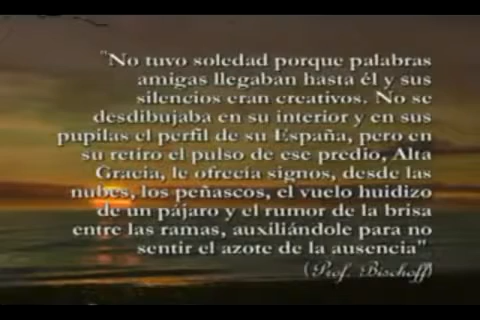 "No tuvo soledad porque palabras
amigas llegaban hasta él y sus
silencios eran creativos. No se
desdibujaba en su interior y en sus
pupilas el perfil de su España, pero en
su retiro el pulso de ese predio, Alta
Gracia, le ofrecía signos, desde las
nubes, los peñascos, el vuelo huidizo
de un pájaro y el rumor de la brisa
entre las ramas, auxiliándole para no
sentir el azote de la ausencia"
(Prof. Bischoff)